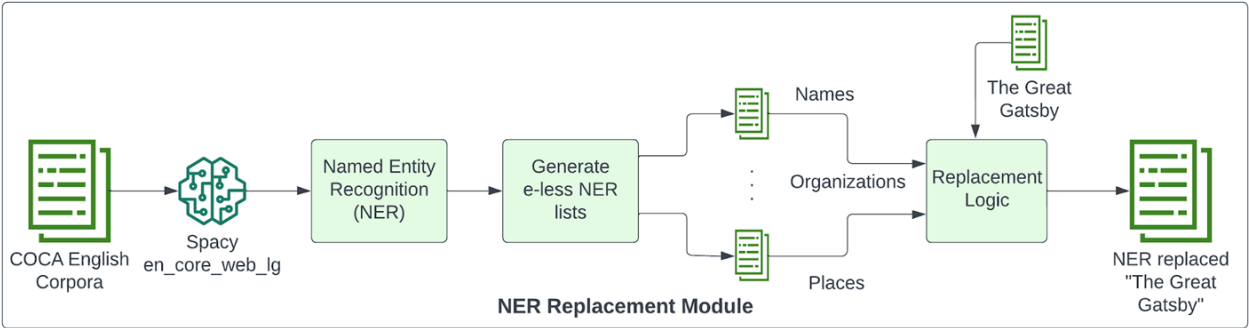 COCA English
Corpora
Spacy
en_core_web_lg
Named Entity
Recognition
(NER)
Generate
e-less NER
lists
Names
Organizations
Places
The Great
Gatsby
Replacement
Logic
NER replaced
"The Great
Gatsby"
NER Replacement Module